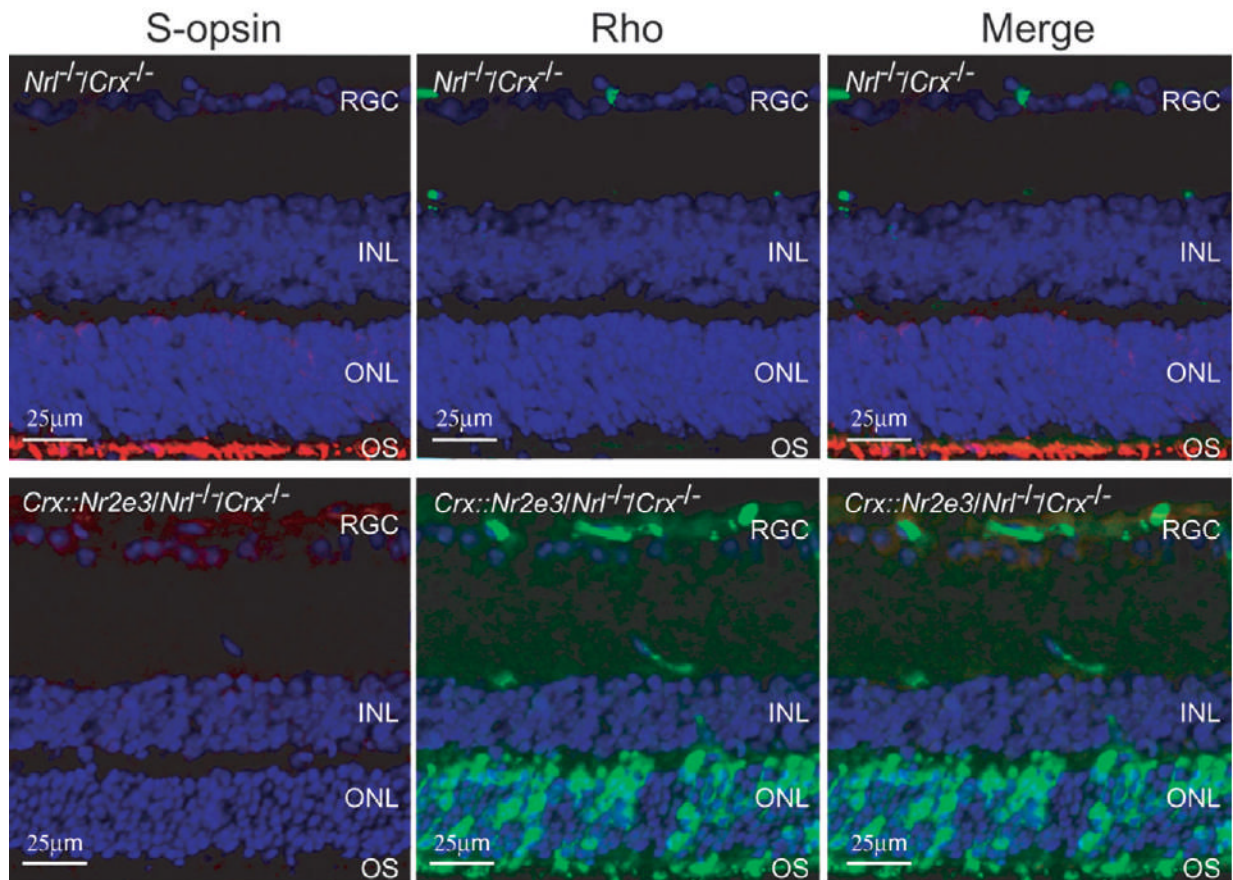 S-opsin Rho Merge
Nrl-/-/Crx-/- Nrl-/-/Crx-/- Nrl-/-/Crx-/-
RGC RGC RGC
INL INL INL
ONL ONL ONL
25μm 25μm 25μm
OS OS OS
Crx::Nr2e3/Nrl-/-/Crx-/- Crx::Nr2e3/Nrl-/-/Crx-/- Crx::Nr2e3/Nrl-/-/Crx-/-
RGC RGC RGC
INL INL INL
ONL ONL ONL
25μm 25μm 25μm
OS OS OS